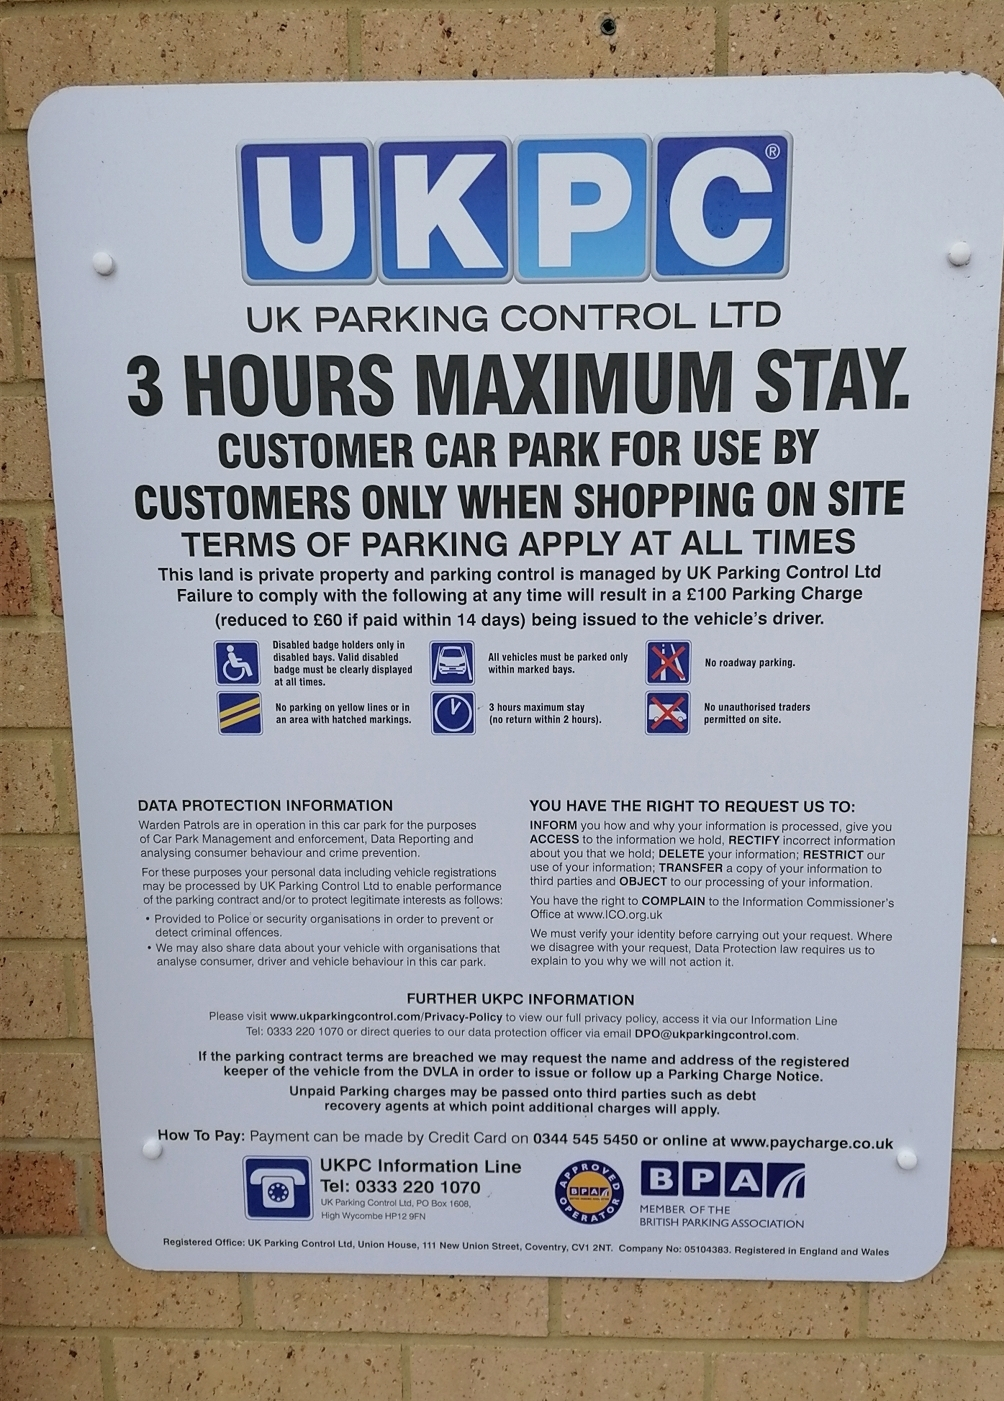 UKPC®
UK PARKING CONTROL LTD
3 HOURS MAXIMUM STAY.
CUSTOMER CAR PARK FOR USE BY
CUSTOMERS ONLY WHEN SHOPPING ON SITE
TERMS OF PARKING APPLY AT ALL TIMES
This land is private property and parking control is managed by UK Parking Control Ltd
Failure to comply with the following at any time will result in a £100 Parking Charge
(reduced to £60 if paid within 14 days) being issued to the vehicle's driver.
Disabled badge holders only in
disabled bays. Valid disabled
badge must be clearly displayed
at all times.
All vehicles must be parked only
within marked bays.
No roadway parking.
No parking on yellow lines or in
an area with hatched markings.
3 hours maximum stay
(no return within 2 hours).
No unauthorised traders
permitted on site.
DATA PROTECTION INFORMATION
Warden Patrols are in operation in this car park for the purposes
of Car Park Management and enforcement, Data Reporting and
analysing consumer behaviour and crime prevention.
For these purposes your personal data including vehicle registrations
may be processed by UK Parking Control Ltd to enable performance
of the parking contract and/or to protect legitimate interests as follows:
• Provided to Police or security organisations in order to prevent or
detect criminal offences.
• We may also share data about your vehicle with organisations that
analyse consumer, driver and vehicle behaviour in this car park.
YOU HAVE THE RIGHT TO REQUEST US TO:
INFORM you how and why your information is processed, give you
ACCESS to the information we hold, RECTIFY incorrect information
about you that we hold; DELETE your information; RESTRICT our
use of your information; TRANSFER a copy of your information to
third parties and OBJECT to our processing of your information.
You have the right to COMPLAIN to the Information Commissioner's
Office at www.ICO.org.uk
We must verify your identity before carrying out your request. Where
we disagree with your request, Data Protection law requires us to
explain to you why we will not action it.
FURTHER UKPC INFORMATION
Please visit www.ukparkingcontrol.com/Privacy-Policy to view our full privacy policy, access it via our Information Line
Tel: 0333 220 1070 or direct queries to our data protection officer via email DPO@ukparkingcontrol.com.
If the parking contract terms are breached we may request the name and address of the registered
keeper of the vehicle from the DVLA in order to issue or follow up a Parking Charge Notice.
Unpaid Parking charges may be passed onto third parties such as debt
recovery agents at which point additional charges will apply.
How To Pay: Payment can be made by Credit Card on 0344 545 5450 or online at www.paycharge.co.uk
UKPC Information Line
Tel: 0333 220 1070
UK Parking Control Ltd, PO Box 1608,
High Wycombe HP12 9FN
APPROVED
BPA
OPERATOR
BPA
MEMBER OF THE
BRITISH PARKING ASSOCIATION
Registered Office: UK Parking Control Ltd, Union House, 111 New Union Street, Coventry, CV1 2NT. Company No: 05104383. Registered in England and Wales